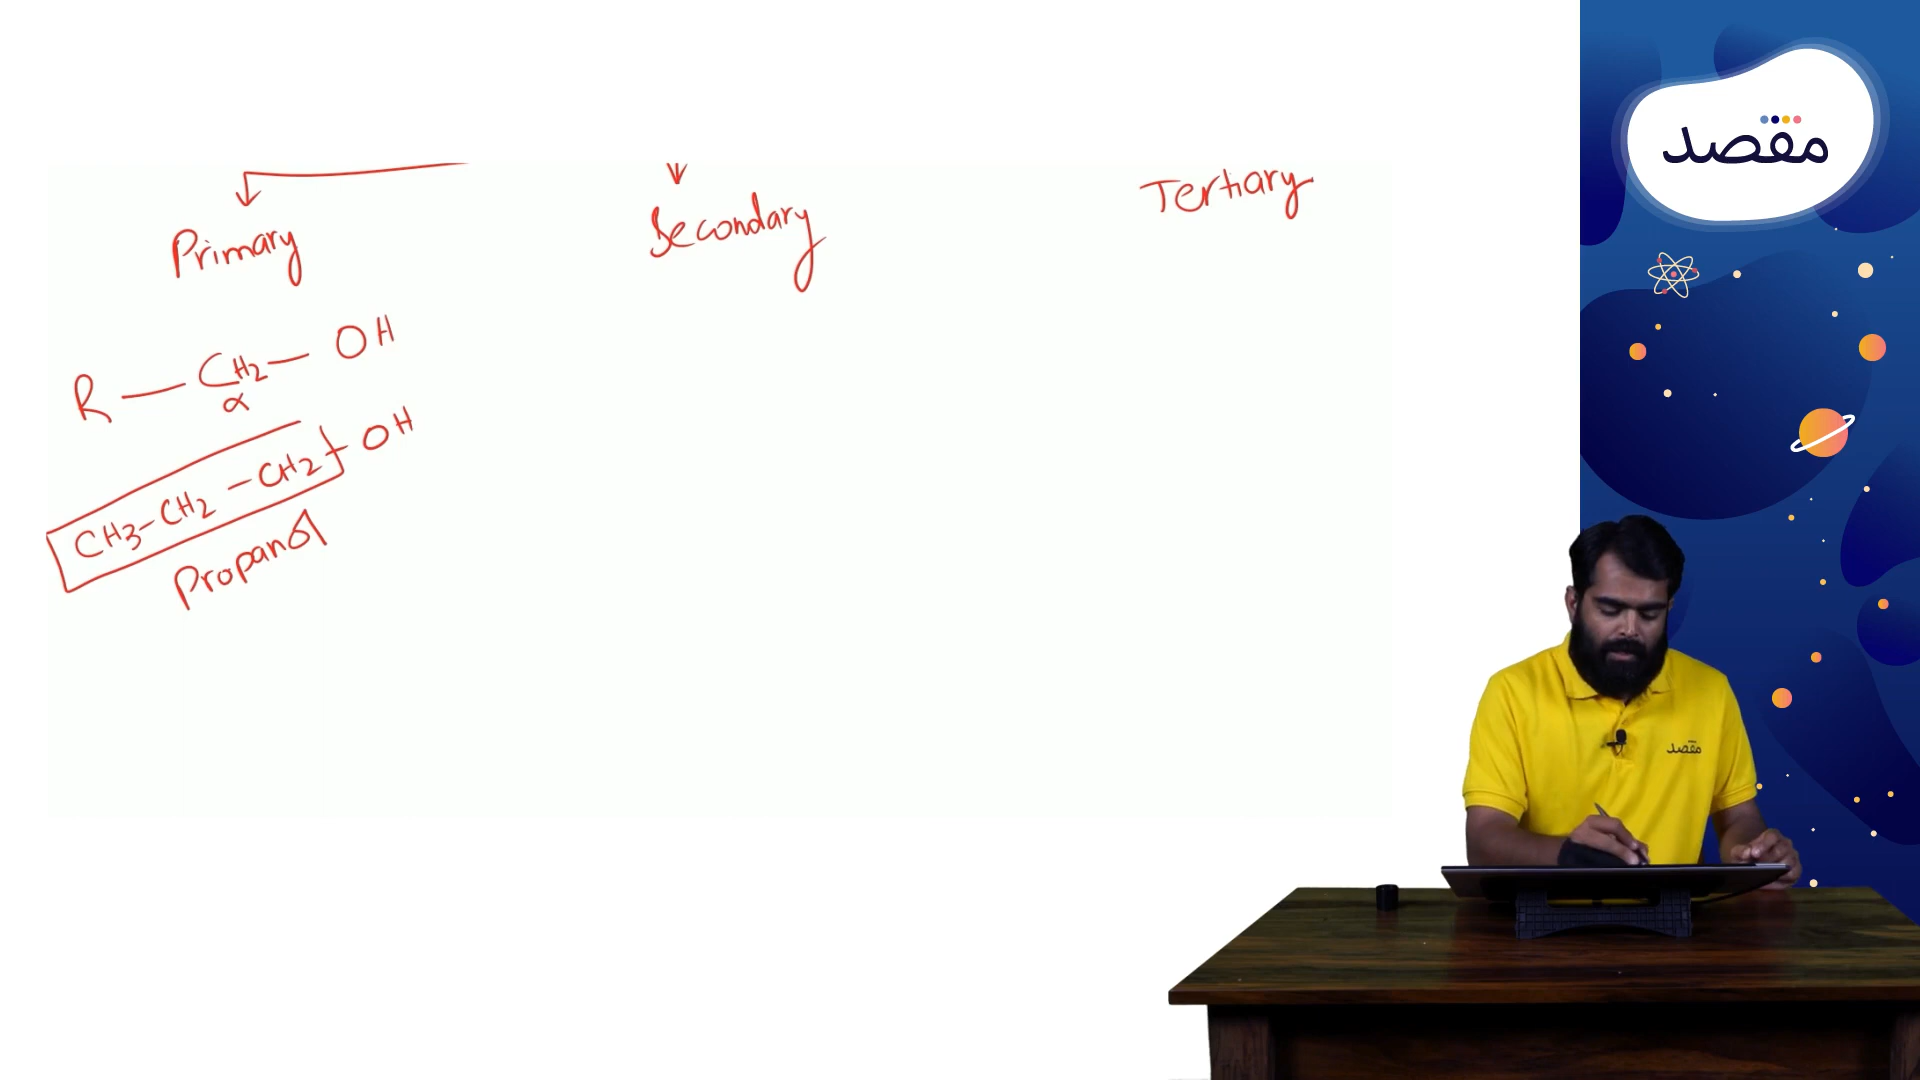 Primary
Secondary
Tertiary
R — CH2 — OH
α
CH3 - CH2 - CH2 - OH
Propanol
مقصد
مقصد